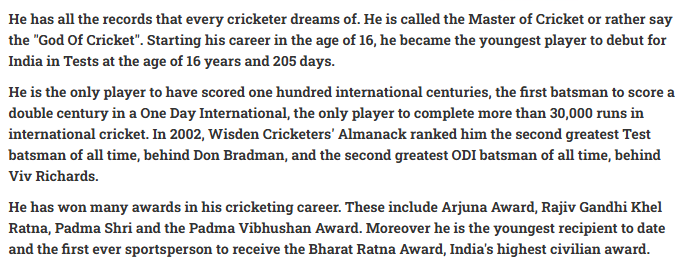 He has all the records that every cricketer dreams of. He is called the Master of Cricket or rather say
the "God Of Cricket". Starting his career in the age of 16, he became the youngest player to debut for
India in Tests at the age of 16 years and 205 days.
He is the only player to have scored one hundred international centuries, the first batsman to score a
double century in a One Day International, the only player to complete more than 30,000 runs in
international cricket. In 2002, Wisden Cricketers' Almanack ranked him the second greatest Test
batsman of all time, behind Don Bradman, and the second greatest ODI batsman of all time, behind
Viv Richards.
He has won many awards in his cricketing career. These include Arjuna Award, Rajiv Gandhi Khel
Ratna, Padma Shri and the Padma Vibhushan Award. Moreover he is the youngest recipient to date
and the first ever sportsperson to receive the Bharat Ratna Award, India's highest civilian award.